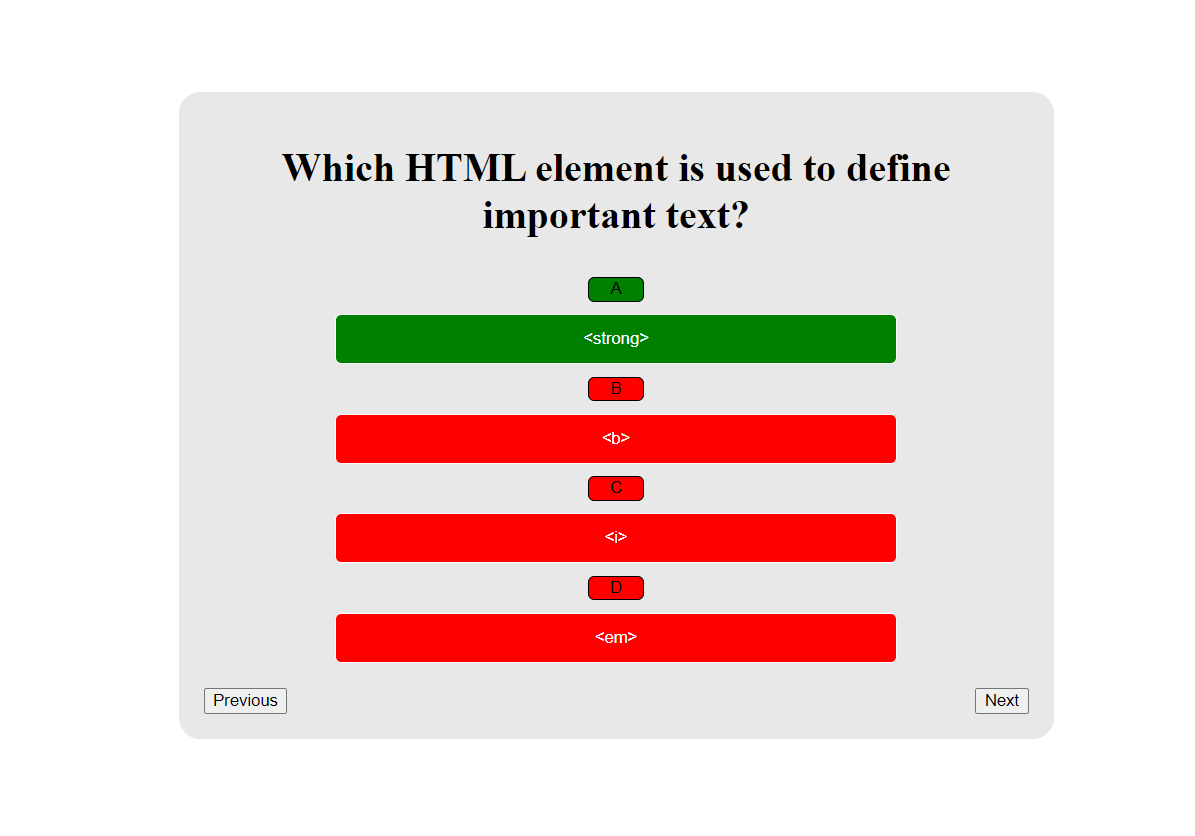 Which HTML element is used to define
important text?
A
<strong>
B
<b>
C
<i>
D
<em>
Previous
Next